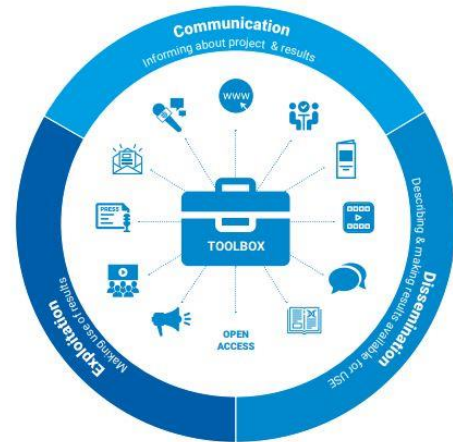 Communication
Informing about project & results
www
PRESS
TOOLBOX
OPEN
ACCESS
Dissemination
Describing & making results available for USE
Exploitation
Making use of results